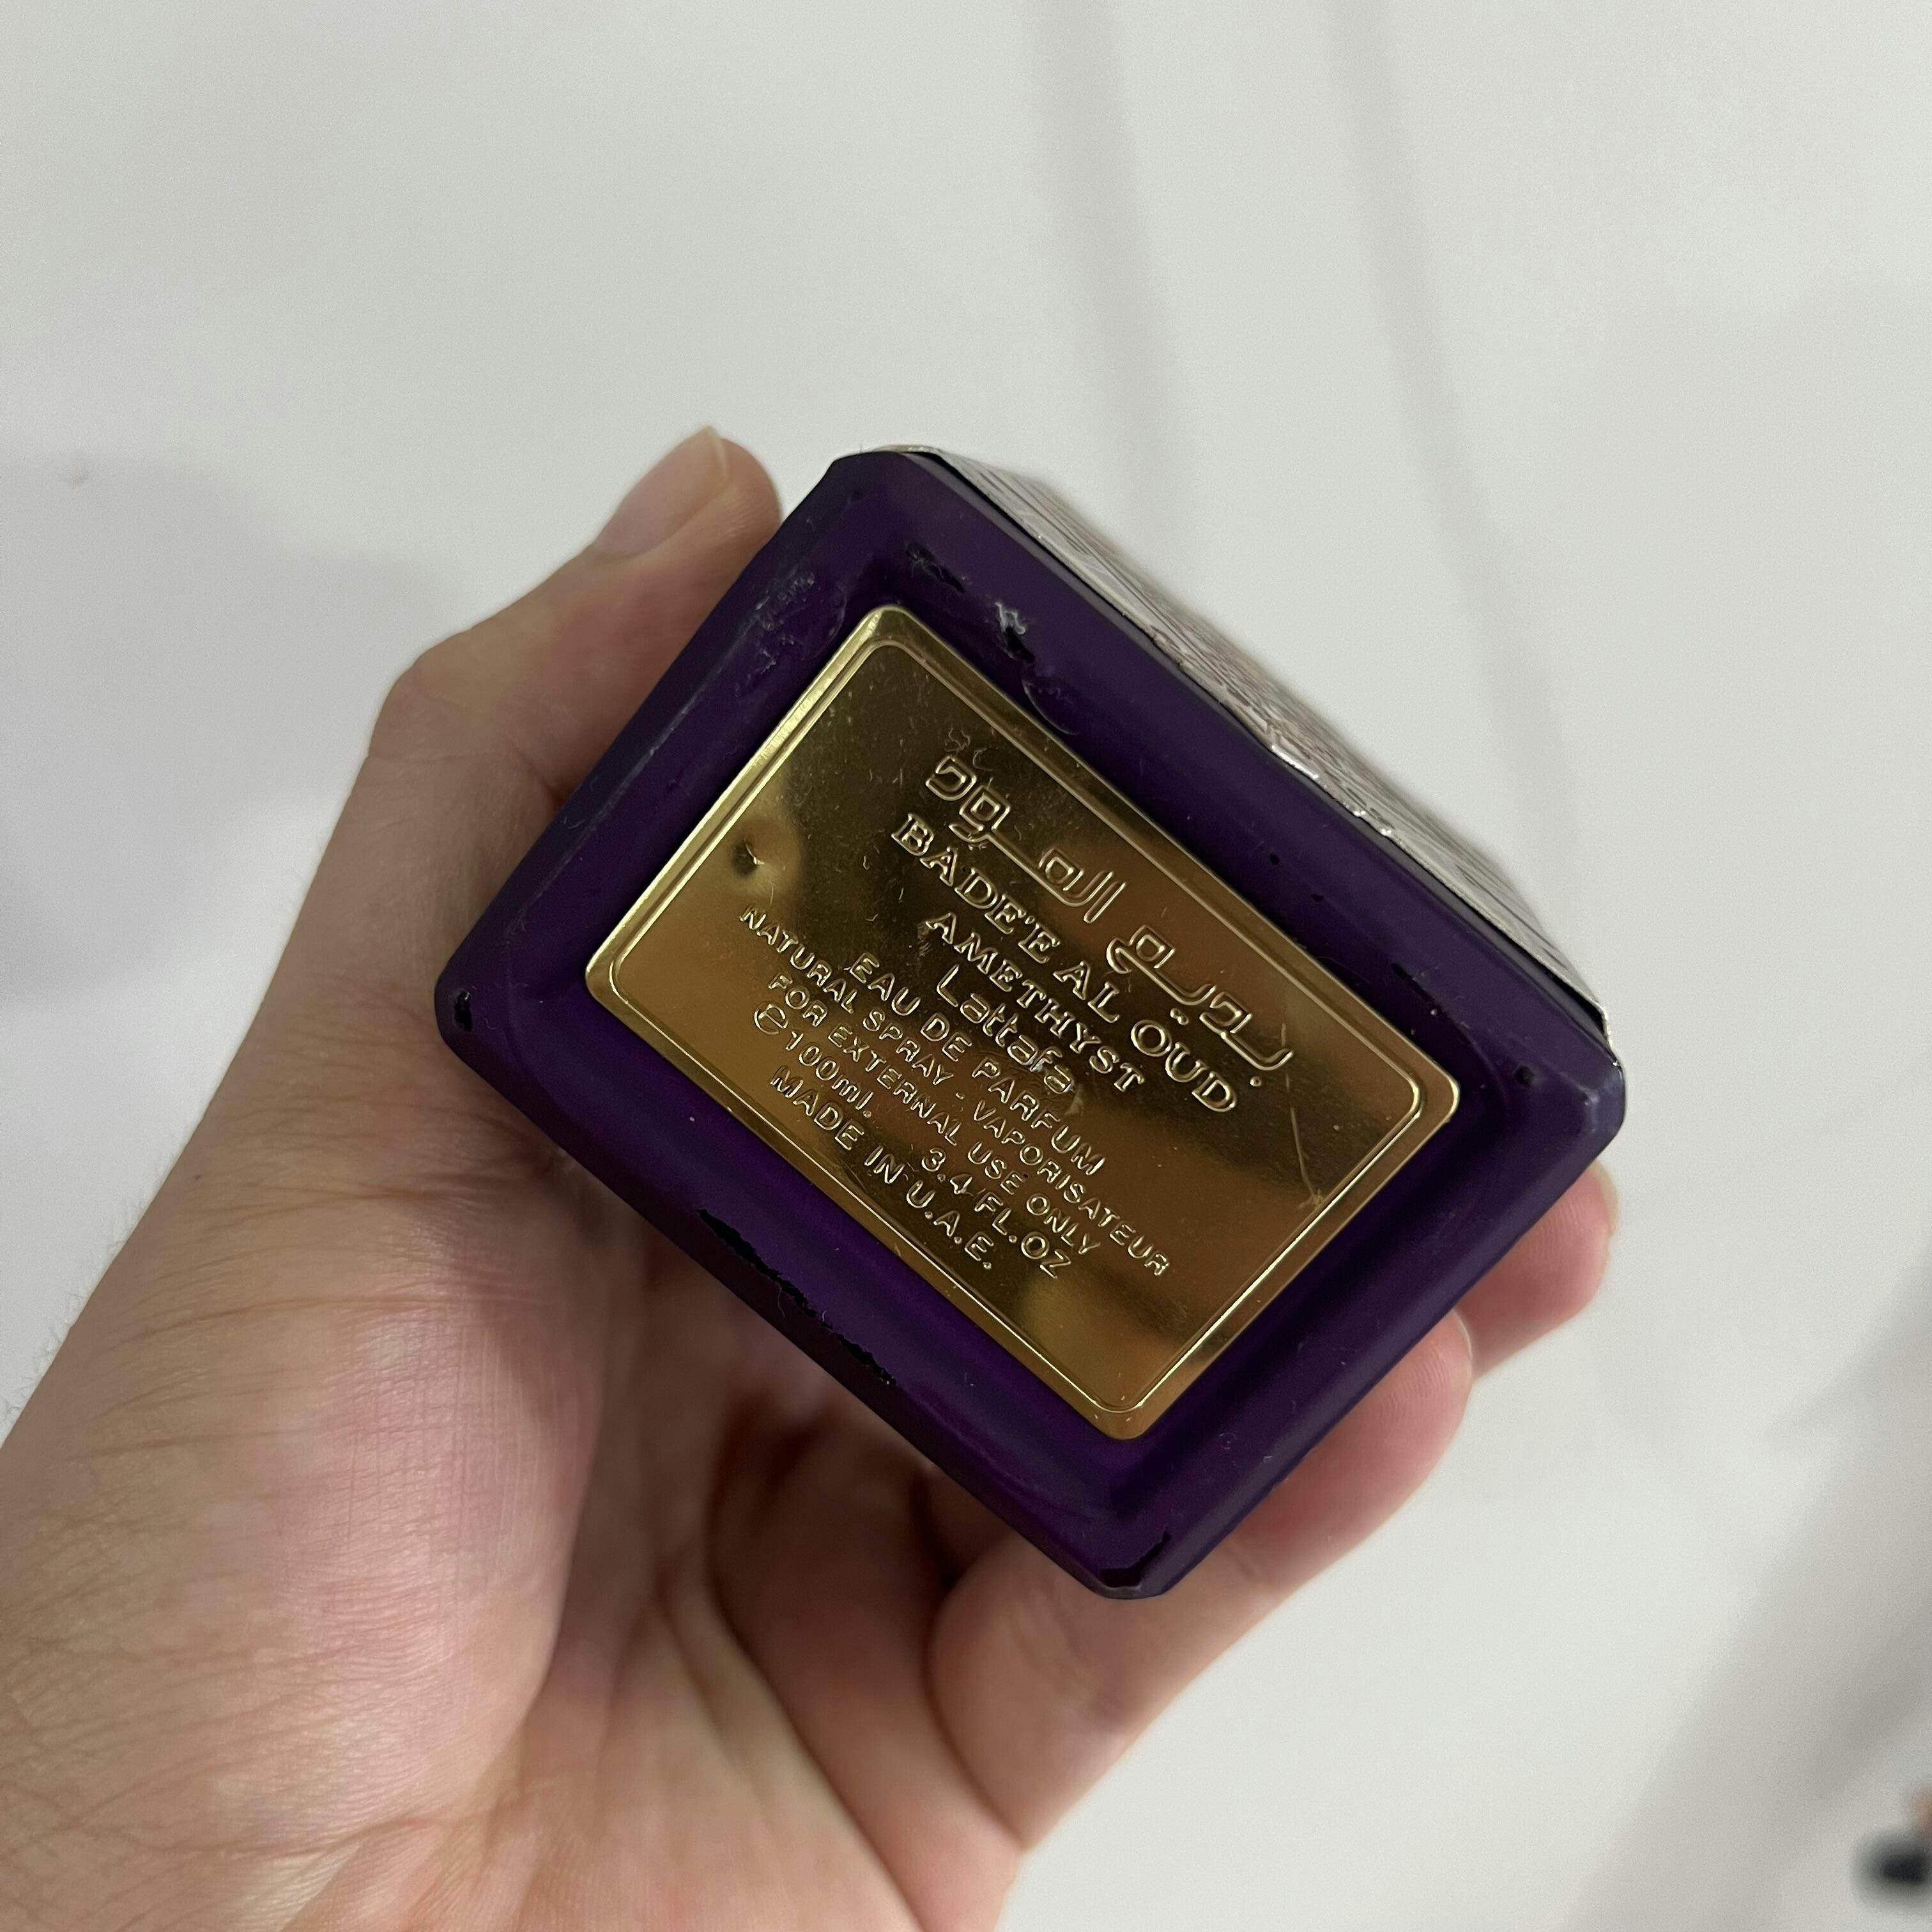 بديع العود
BADE'E AL OUD
AMETHYST
Lattafa
EAU DE PARFUM
NATURAL SPRAY - VAPORISATEUR
FOR EXTERNAL USE ONLY
℮100ml. 3.4/FL.OZ
MADE IN U.A.E.